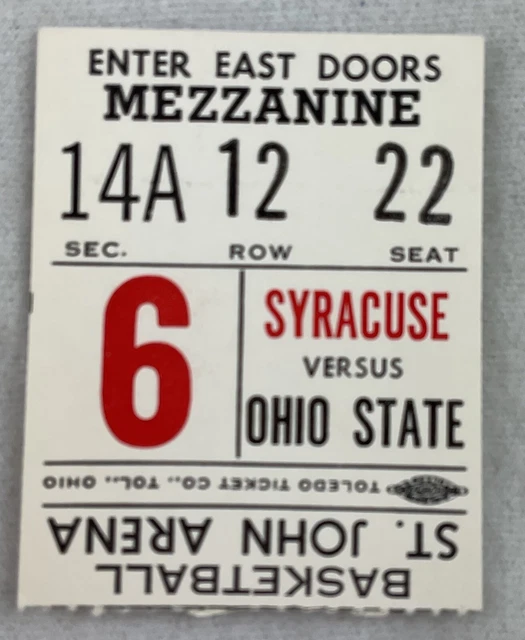 ENTER EAST DOORS
MEZZANINE
14A 12 22
SEC. ROW SEAT
6
SYRACUSE
VERSUS
OHIO STATE
BASKETBALL
ST. JOHN ARENA
TOLEDO TICKET CO., TOL., OHIO